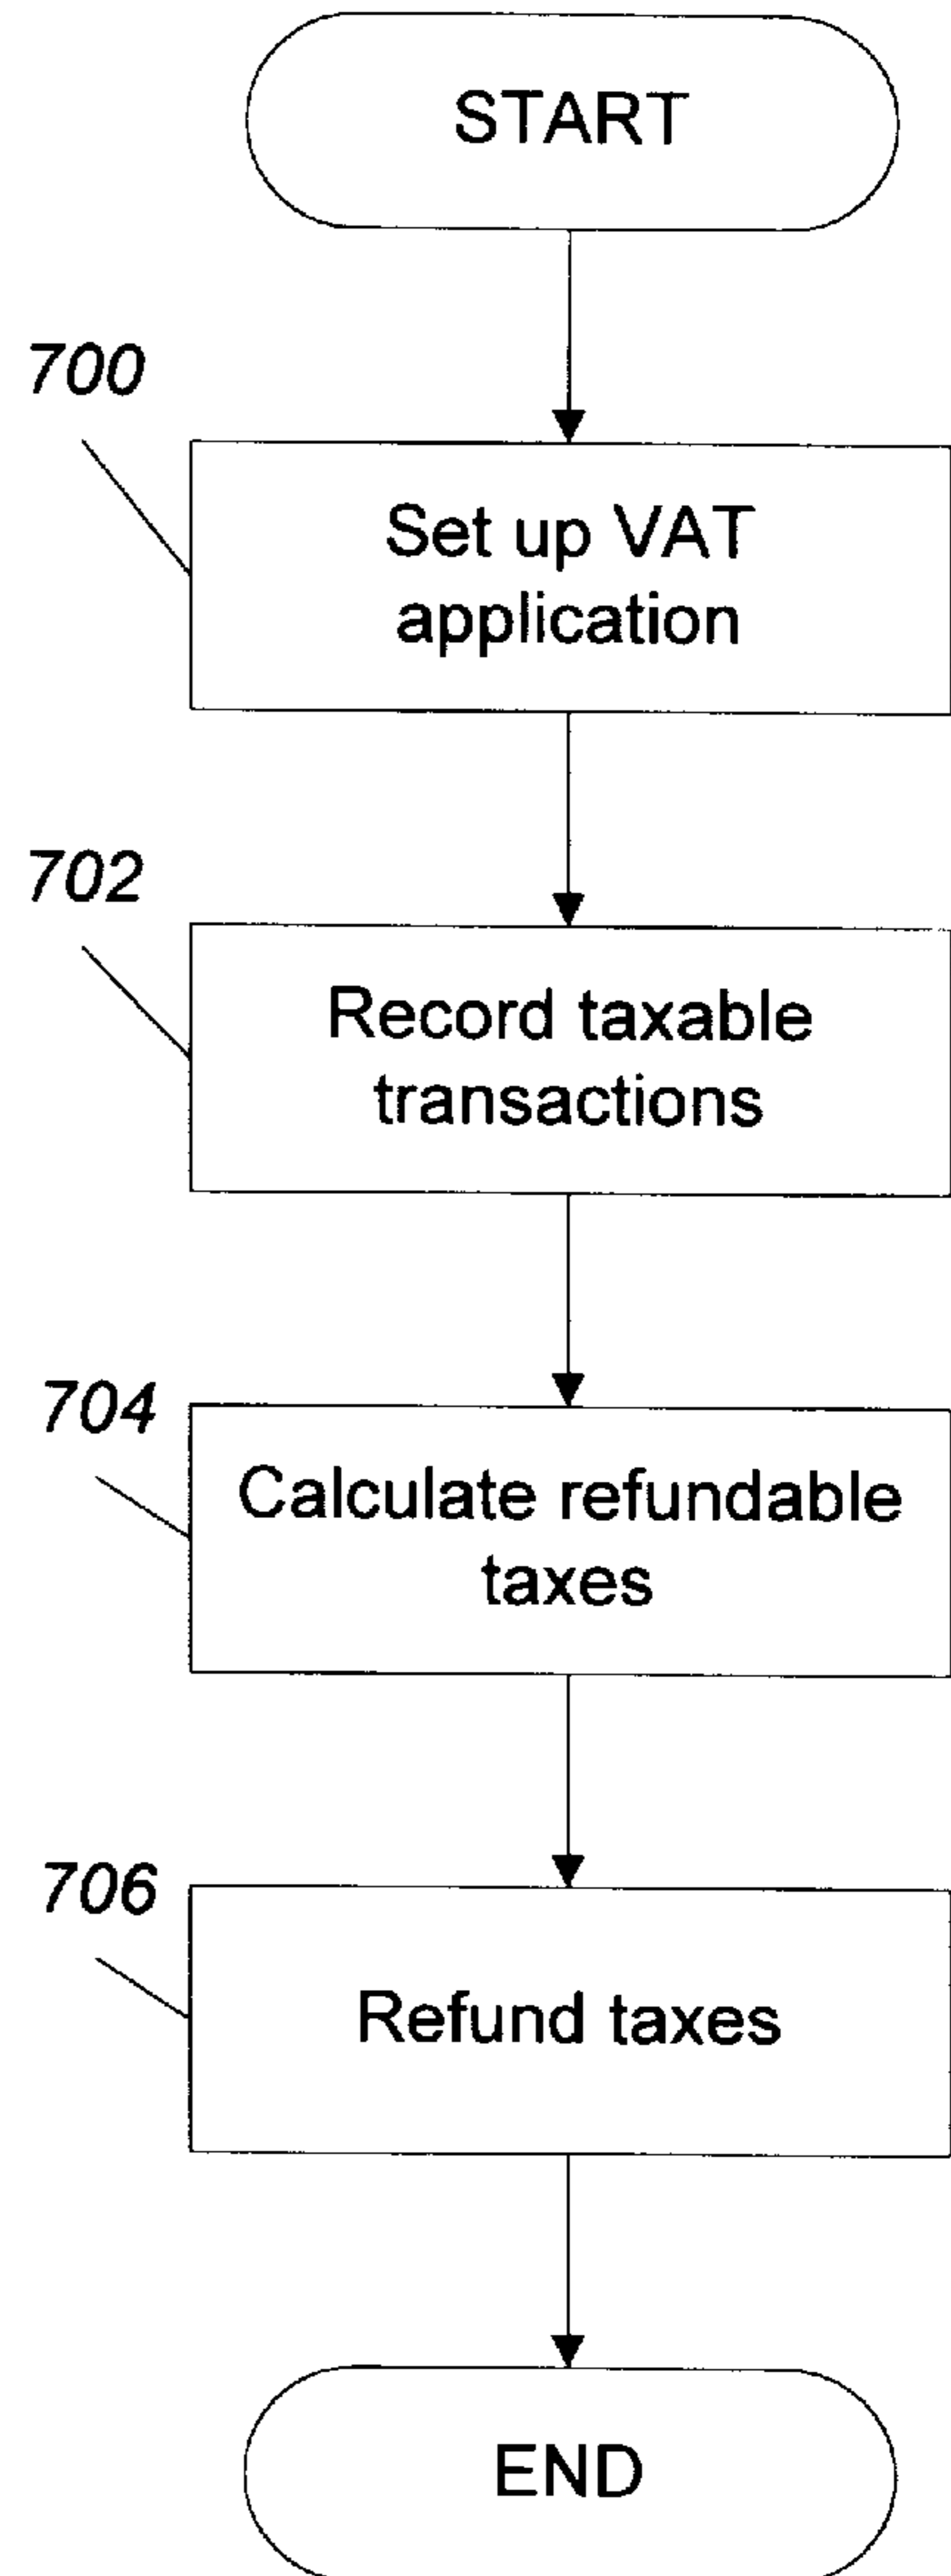 START
700
Set up VAT
application
702
Record taxable
transactions
704
Calculate refundable
taxes
706
Refund taxes
END